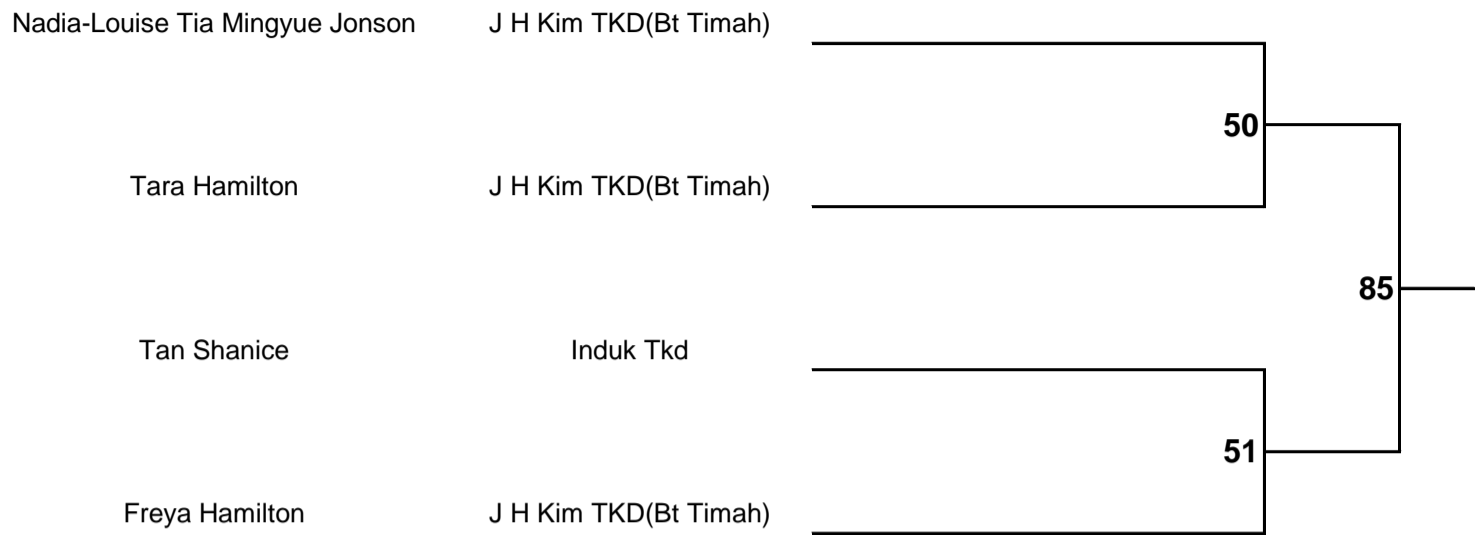 Nadia-Louise Tia Mingyue Jonson J H Kim TKD(Bt Timah)
50
Tara Hamilton J H Kim TKD(Bt Timah)
85
Tan Shanice Induk Tkd
51
Freya Hamilton J H Kim TKD(Bt Timah)